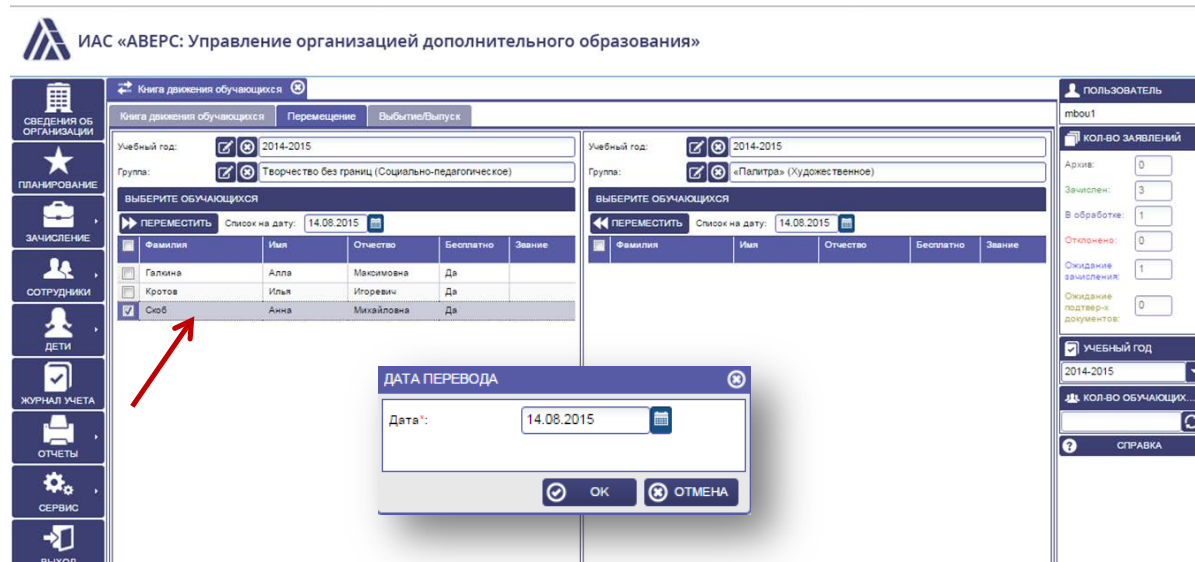 ИАС «АВЕРС: Управление организацией дополнительного образования»
СВЕДЕНИЯ ОБ
ОРГАНИЗАЦИИ
ПЛАНИРОВАНИЕ
ЗАЧИСЛЕНИЕ
СОТРУДНИКИ
ДЕТИ
ЖУРНАЛ УЧЕТА
ОТЧЕТЫ
СЕРВИС
ВЫХОД
Книга движения обучающихся
Книга движения обучающихся Перемещение Выбытие/Выпуск
Учебный год: 2014-2015
Группа: Творчество без границ (Социально-педагогическое)
ВЫБЕРИТЕ ОБУЧАЮЩИХСЯ
ПЕРЕМЕСТИТЬ Список на дату: 14.08.2015
Фамилия Имя Отчество Бесплатно Звание
Галкина Алла Максимовна Да
Кротов Илья Игоревич Да
Скоб Анна Михайловна Да
Учебный год: 2014-2015
Группа: «Палитра» (Художественное)
ВЫБЕРИТЕ ОБУЧАЮЩИХСЯ
ПЕРЕМЕСТИТЬ Список на дату: 14.08.2015
Фамилия Имя Отчество Бесплатно Звание
ДАТА ПЕРЕВОДА
Дата*: 14.08.2015
ОК ОТМЕНА
ПОЛЬЗОВАТЕЛЬ
mbou1
КОЛ-ВО ЗАЯВЛЕНИЙ
Архив: 0
Зачислен: 3
В обработке: 1
Отклонено: 0
Ожидание
зачисления: 1
Ожидание
подтвер-х
документов: 0
УЧЕБНЫЙ ГОД
2014-2015
КОЛ-ВО ОБУЧАЮЩИХ...
СПРАВКА